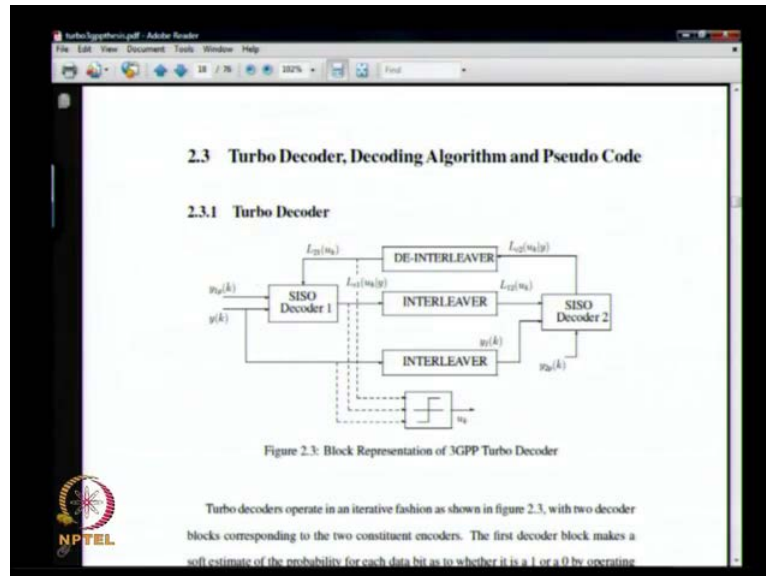 turbo3gppthesis.pdf - Adobe Reader
File Edit View Document Tools Window Help
18 / 76 102% Find
2.3 Turbo Decoder, Decoding Algorithm and Pseudo Code
2.3.1 Turbo Decoder
L21(uk) DE-INTERLEAVER Le2(uk|y)
y1p(k) SISO Decoder 1 Le1(uk|y) INTERLEAVER L12(uk) SISO Decoder 2
y(k) INTERLEAVER yI(k) y2p(k)
uk
Figure 2.3: Block Representation of 3GPP Turbo Decoder
Turbo decoders operate in an iterative fashion as shown in figure 2.3, with two decoder
blocks corresponding to the two constituent encoders. The first decoder block makes a
soft estimate of the probability for each data bit as to whether it is a 1 or a 0 by operating
NPTEL